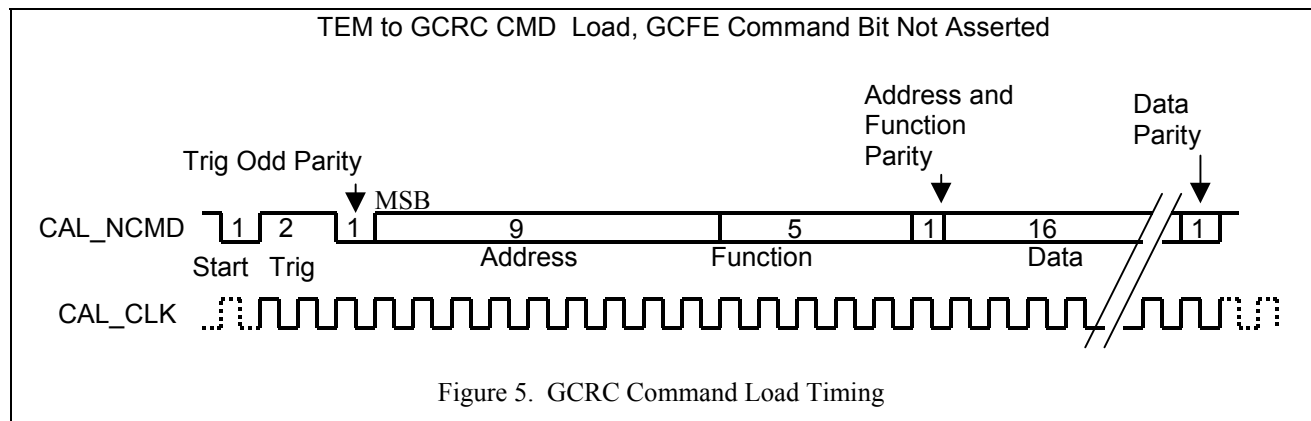 TEM to GCRC CMD Load, GCFE Command Bit Not Asserted
Address and
Function
Parity
Data
Parity
Trig Odd Parity
MSB
CAL_NCMD 1 2 1 9 5 1 16 1
Start Trig Address Function Data
CAL_CLK
Figure 5. GCRC Command Load Timing